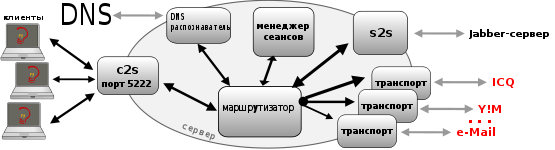 клиенты
DNS
DNS
распознаватель
менеджер
сеансов
s2s
Jabber-сервер
c2s
порт 5222
маршрутизатор
транспорт
ICQ
транспорт
Y!M
...
транспорт
e-Mail
сервер